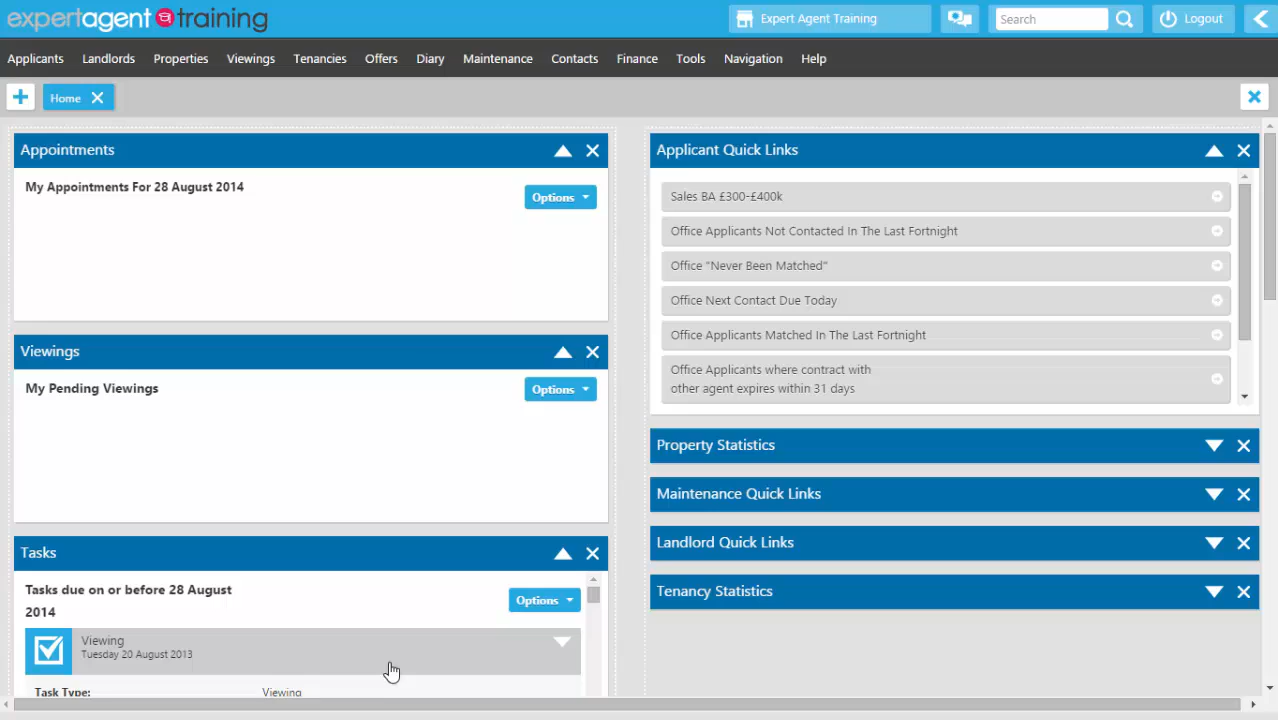 expertagent training
Expert Agent Training
Search
Logout
Applicants Landlords Properties Viewings Tenancies Offers Diary Maintenance Contacts Finance Tools Navigation Help
Home
Appointments
My Appointments For 28 August 2014
Options
Viewings
My Pending Viewings
Options
Tasks
Tasks due on or before 28 August
2014
Options
Viewing
Tuesday 20 August 2013
Task Type: Viewing
Applicant Quick Links
Sales BA £300-£400k
Office Applicants Not Contacted In The Last Fortnight
Office "Never Been Matched"
Office Next Contact Due Today
Office Applicants Matched In The Last Fortnight
Office Applicants where contract with
other agent expires within 31 days
Property Statistics
Maintenance Quick Links
Landlord Quick Links
Tenancy Statistics